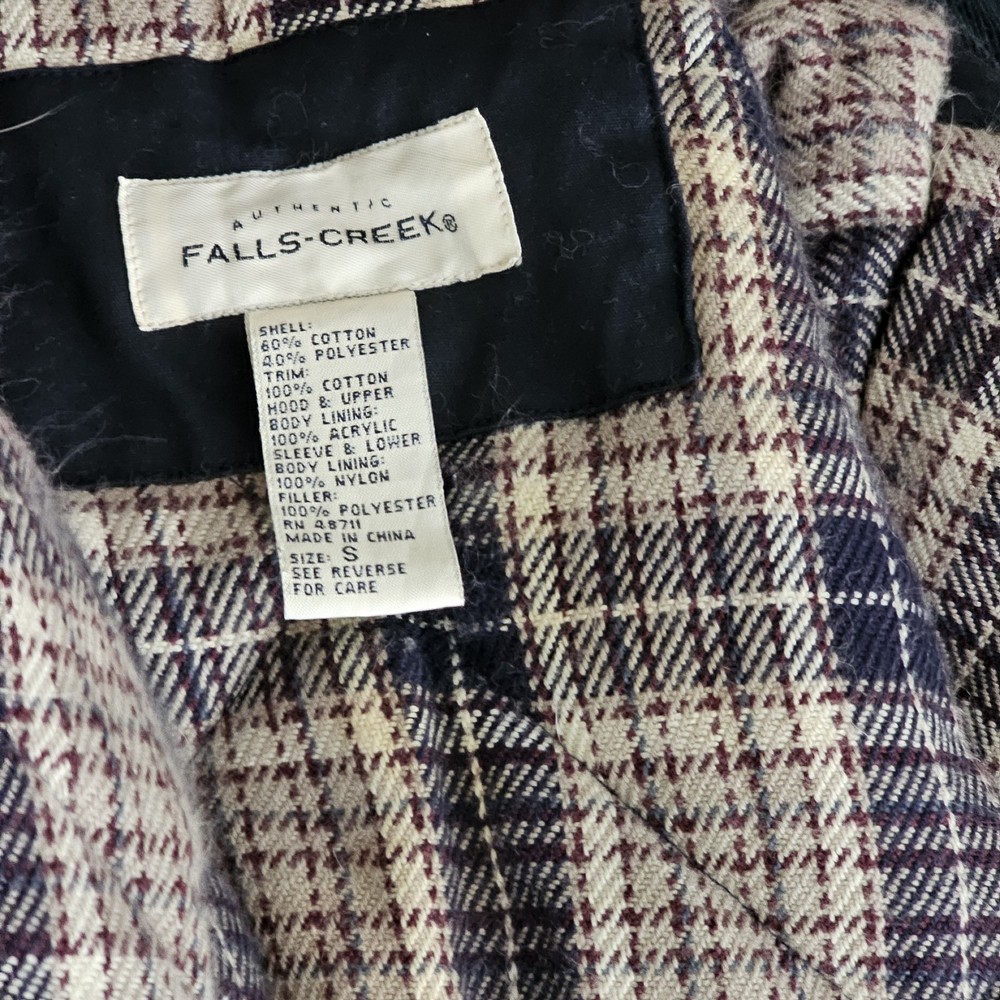 AUTHENTIC
FALLS-CREEK®
SHELL:
60% COTTON
40% POLYESTER
TRIM:
100% COTTON
HOOD & UPPER
BODY LINING:
100% ACRYLIC
SLEEVE & LOWER
BODY LINING:
100% NYLON
FILLER:
100% POLYESTER
RN 48711
MADE IN CHINA
SIZE: S
SEE REVERSE
FOR CARE